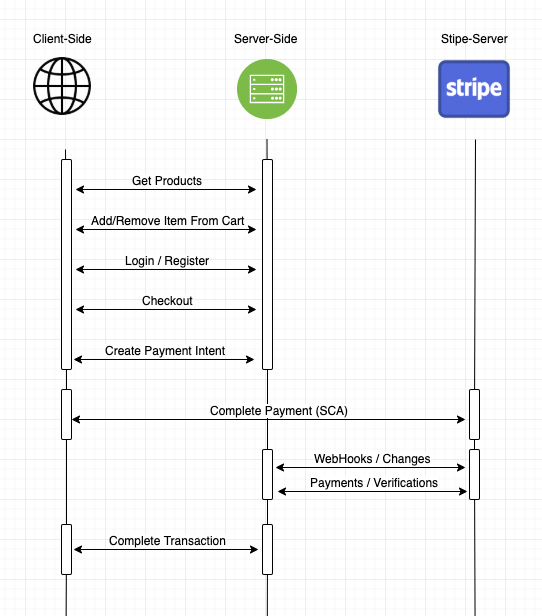 Client-Side
Server-Side
Stipe-Server
stripe
Get Products
Add/Remove Item From Cart
Login / Register
Checkout
Create Payment Intent
Complete Payment (SCA)
WebHooks / Changes
Payments / Verifications
Complete Transaction